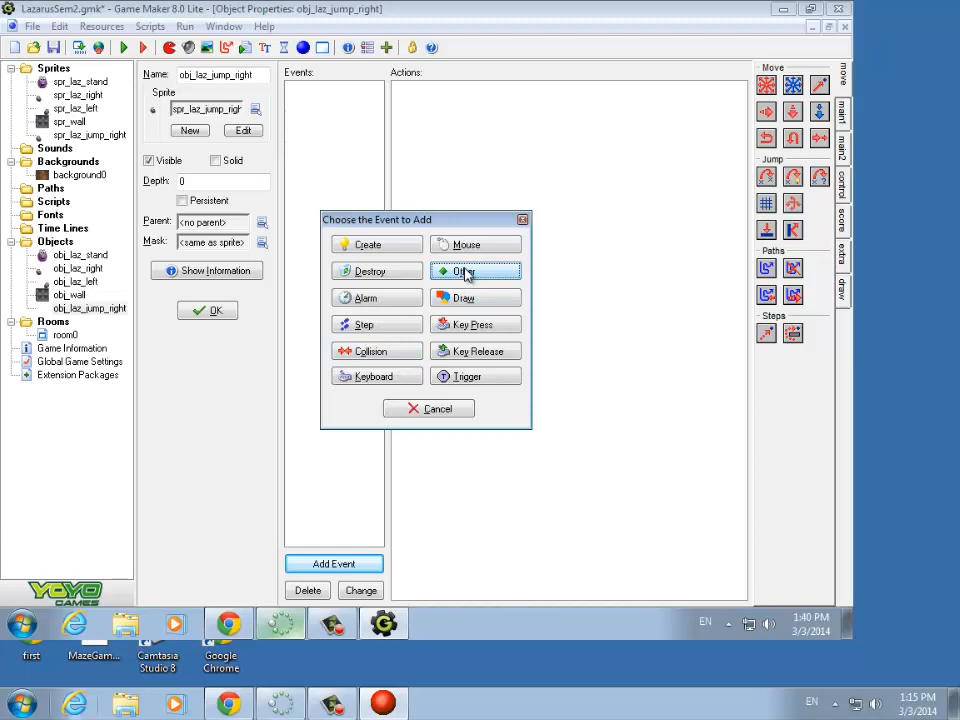 LazarusSem2.gmk* - Game Maker 8.0 Lite - [Object Properties: obj_laz_jump_right]
File Edit Resources Scripts Run Window Help
Sprites
spr_laz_stand
spr_laz_right
spr_laz_left
spr_wall
spr_laz_jump_right
Sounds
Backgrounds
background0
Paths
Scripts
Fonts
Time Lines
Objects
obj_laz_stand
obj_laz_right
obj_laz_left
obj_wall
obj_laz_jump_right
Rooms
room0
Game Information
Global Game Settings
Extension Packages
YOYO
GAMES
Name: obj_laz_jump_right
Sprite
spr_laz_jump_righ
New Edit
Visible Solid
Depth: 0
Persistent
Parent: <no parent>
Mask: <same as sprite>
Show Information
OK
Events: Actions:
Choose the Event to Add
Create Mouse
Destroy Other
Alarm Draw
Step Key Press
Collision Key Release
Keyboard Trigger
Cancel
Add Event
Delete Change
Move
Jump
Paths
Steps
move
main1
main2
control
score
extra
draw
EN 1:40 PM
3/3/2014
first MazeGam... Camtasia Studio 8 Google Chrome
EN 1:15 PM
3/3/2014